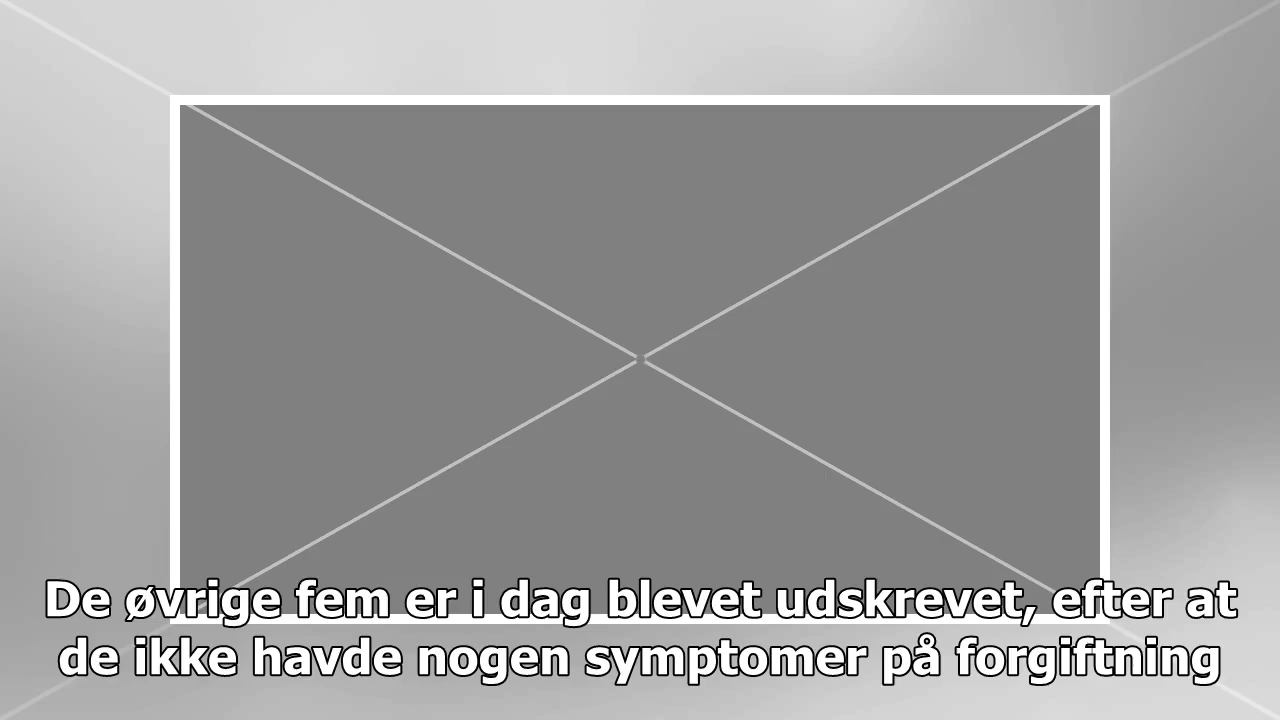 De øvrige fem er i dag blevet udskrevet, efter at
de ikke havde nogen symptomer på forgiftning